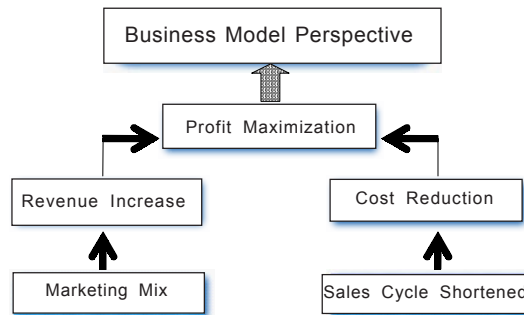 Business Model Perspective
Profit Maximization
Revenue Increase
Cost Reduction
Marketing Mix
Sales Cycle Shortened